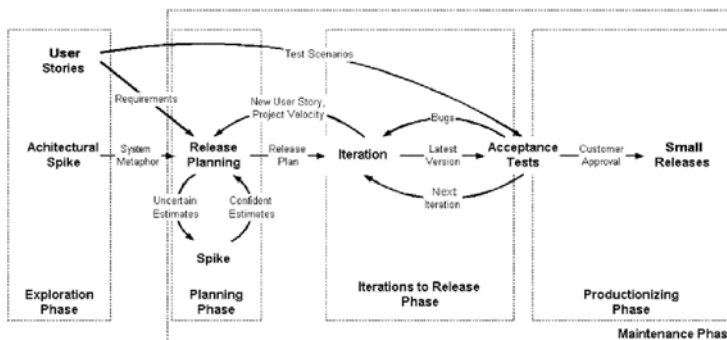 User
Stories
Test Scenarios
Requirements
New User Story,
Project Velocity
Bugs
Achitectural
Spike
System
Metaphor
Release
Planning
Release
Plan
Iteration
Latest
Version
Acceptance
Tests
Customer
Approval
Small
Releases
Uncertain
Estimates
Confident
Estimates
Next
Iteration
Spike
Exploration
Phase
Planning
Phase
Iterations to Release
Phase
Productionizing
Phase
Maintenance Phas